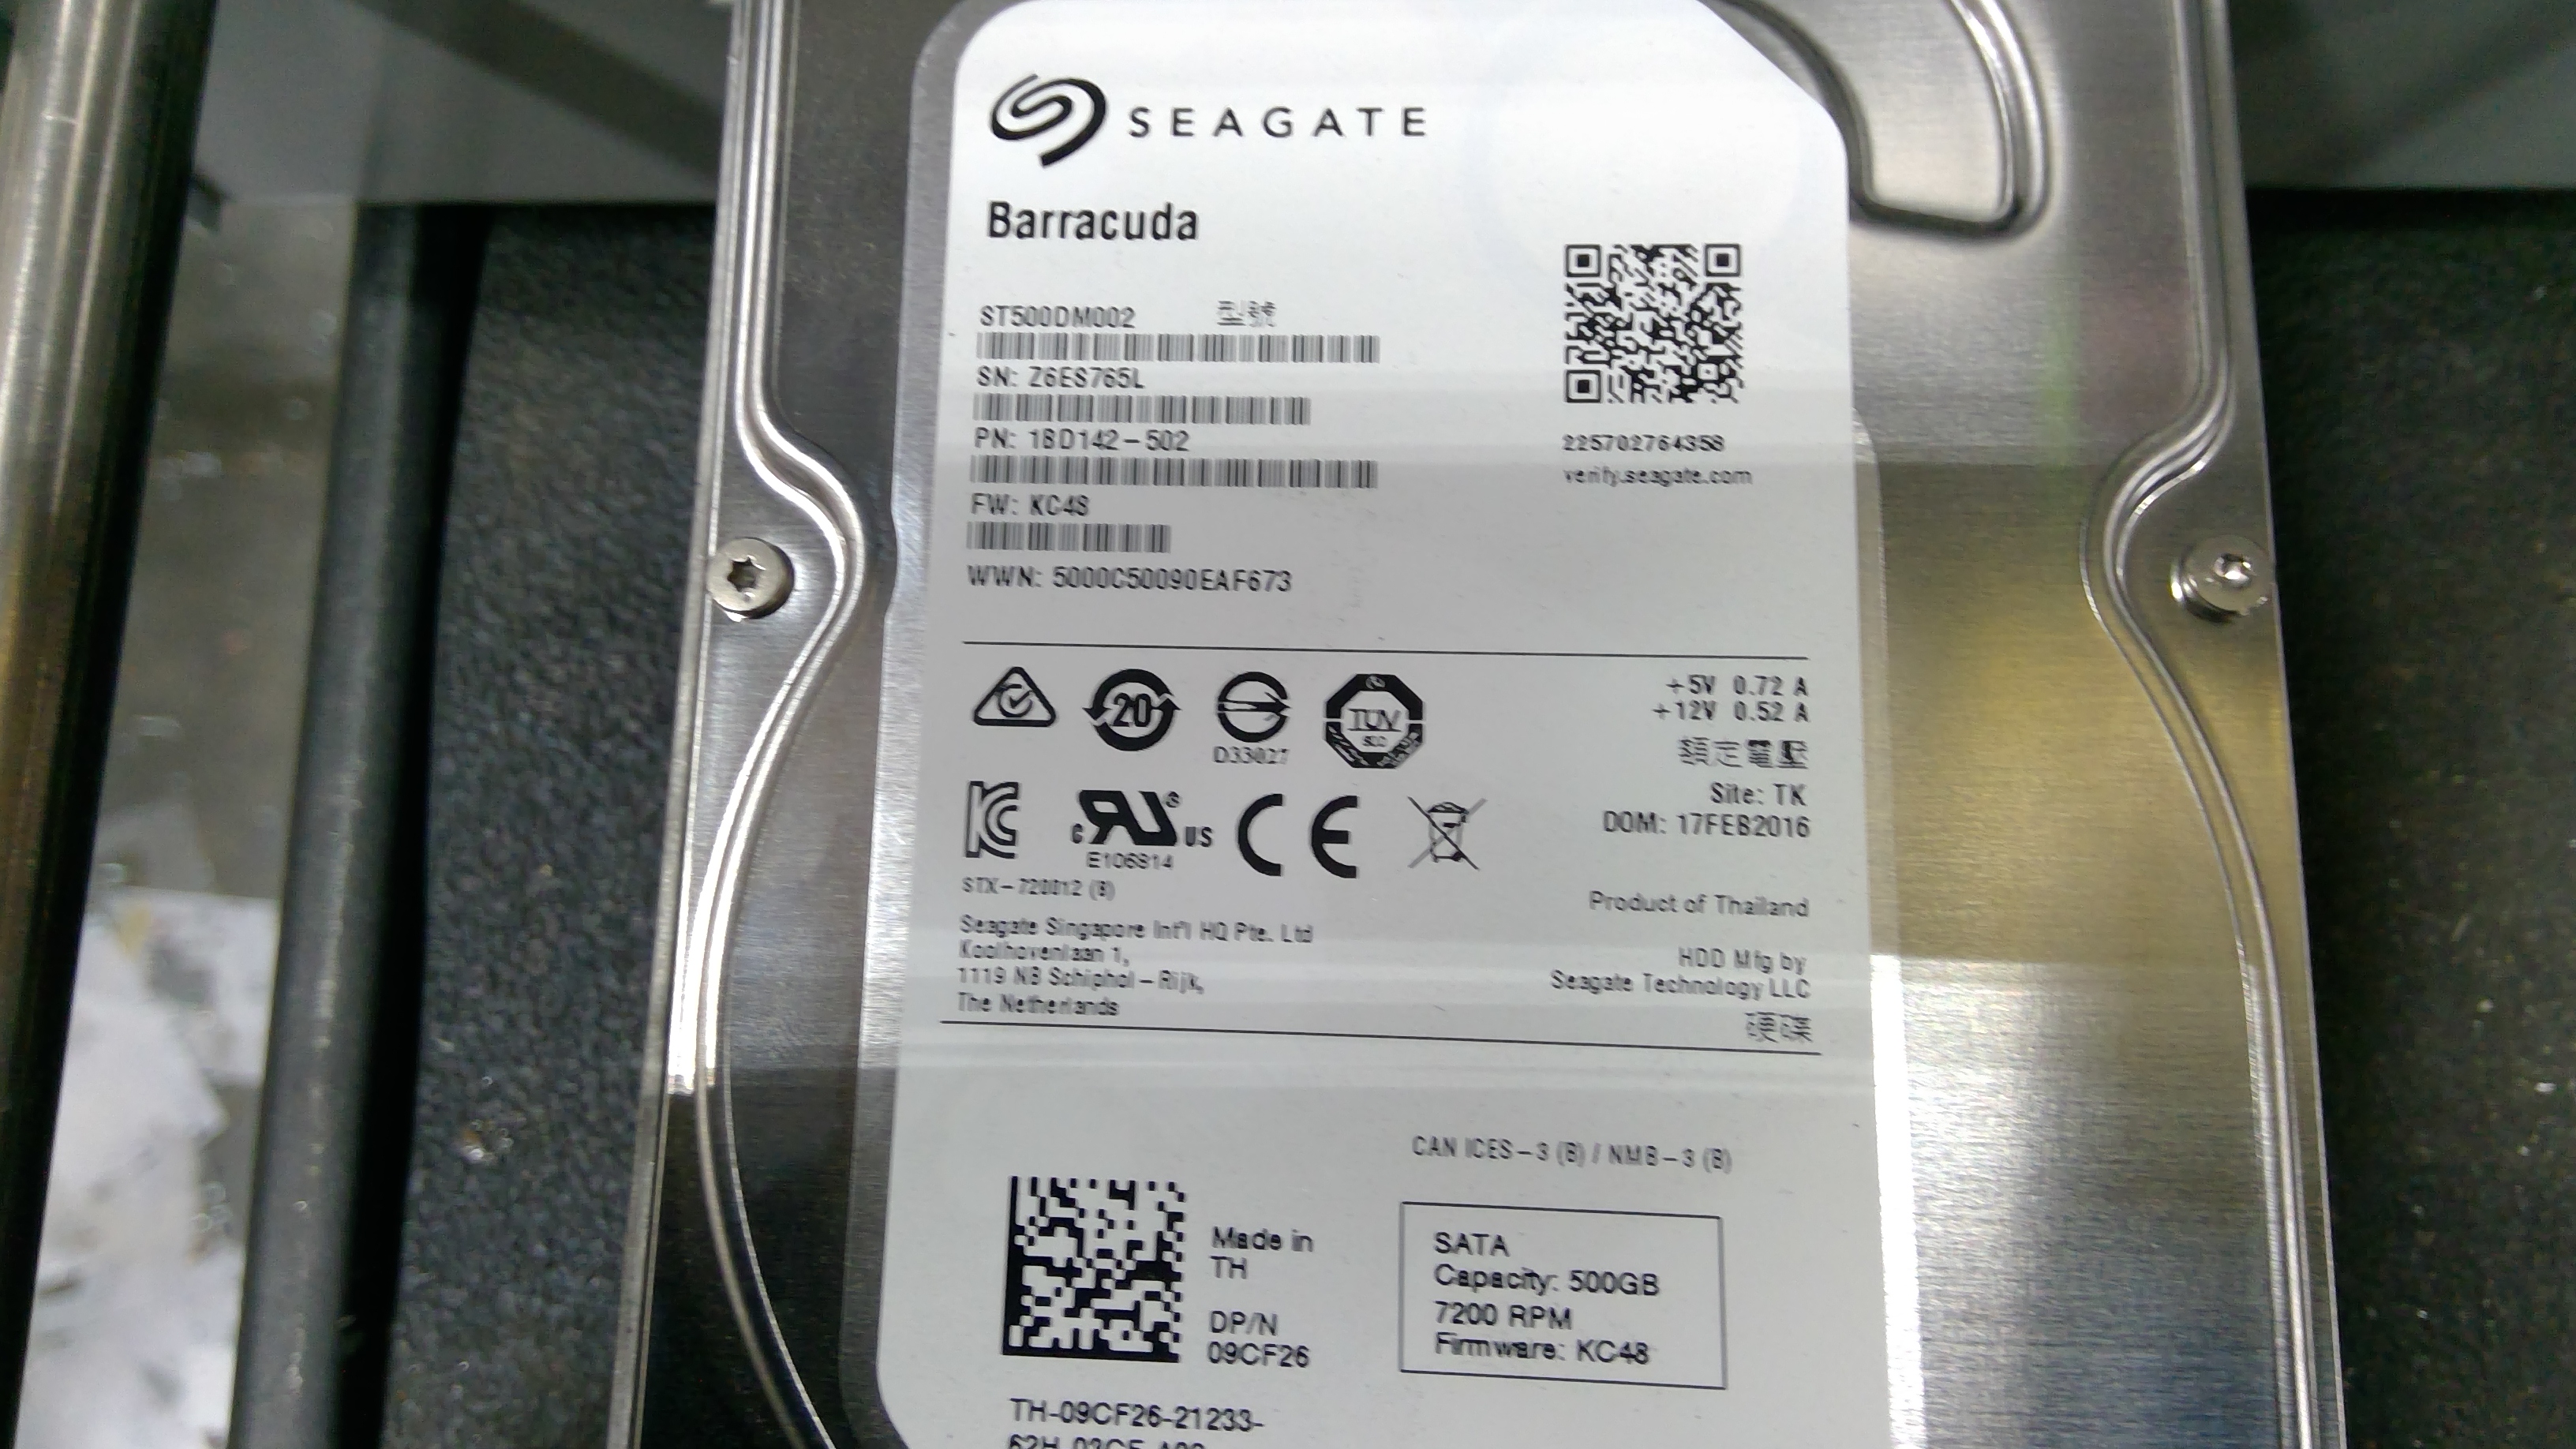 SEAGATE
Barracuda
ST500DM002 型號
SN: Z6ES765L
PN: 1BD142-502
FW: KC48
WWN: 5000C50090EAF673
225702764358
verify.seagate.com
20
D33027
TÜV
SÜD
+5V 0.72 A
+12V 0.52 A
額定電壓
Site: TK
DOM: 17FEB2016
c RU ® US
E106814
CE
STX-720012 (B)
Seagate Singapore Int'l HQ Pte. Ltd
Koolhovenlaan 1,
1119 NB Schiphol-Rijk,
The Netherlands
Product of Thailand
HDD Mfg by
Seagate Technology LLC
硬碟
CAN ICES-3 (B) / NMB-3 (B)
Made in
TH
DP/N
09CF26
SATA
Capacity: 500GB
7200 RPM
Firmware: KC48
TH-09CF26-21233-